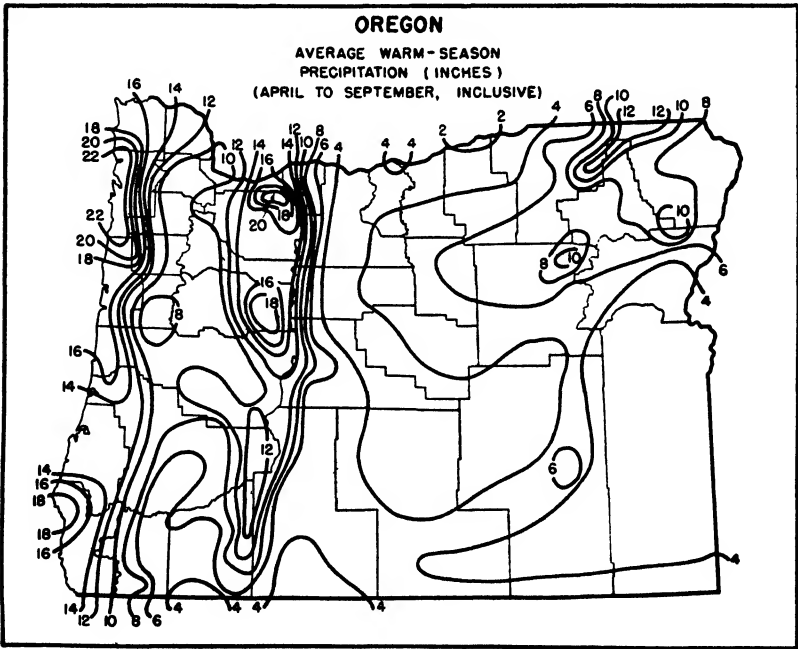 OREGON
AVERAGE WARM-SEASON
PRECIPITATION (INCHES)
(APRIL TO SEPTEMBER, INCLUSIVE)
16 14 12
18 20 22
10 12 14 16 14 12 10 8 6 4
4 4 2 2 4 6 8 10 12 12 10 8
20 18
10
22 20 18
8 10
6
4
16 18
8
16
14
12
6
14 16 18
18 16
4
14 12 10 8 6 4 4 4 4